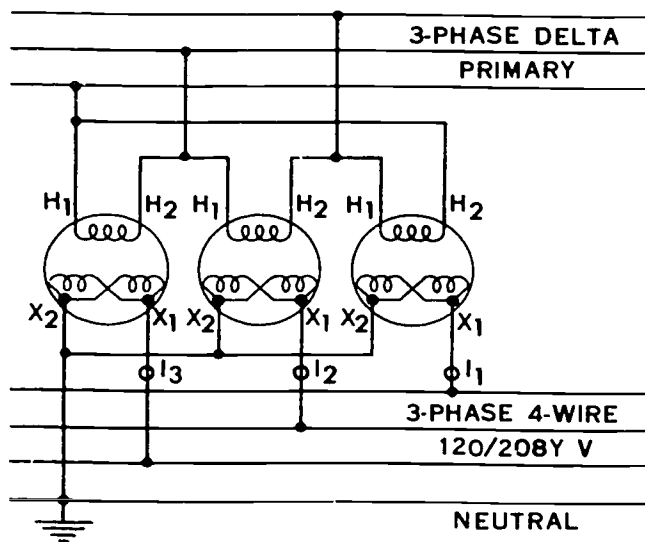 3-PHASE DELTA
PRIMARY
H1 H2 H1 H2 H1 H2
X2 X1 X2 X1 X2 X1
I3 I2 I1
3-PHASE 4-WIRE
120/208Y V
NEUTRAL